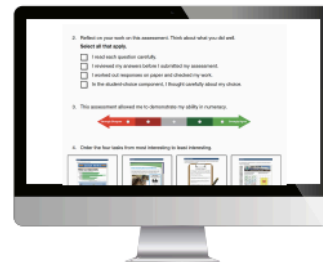 2. Reflect on your work on this assessment. Think about what you did well.
Select all that apply.
I read each question carefully.
I reviewed my answers before I submitted my assessment.
I worked out responses on paper and checked my work.
In the student-choice component, I thought carefully about my choice.
3. This assessment allowed me to demonstrate my ability in numeracy.
4. Order the four tasks from most interesting to least interesting